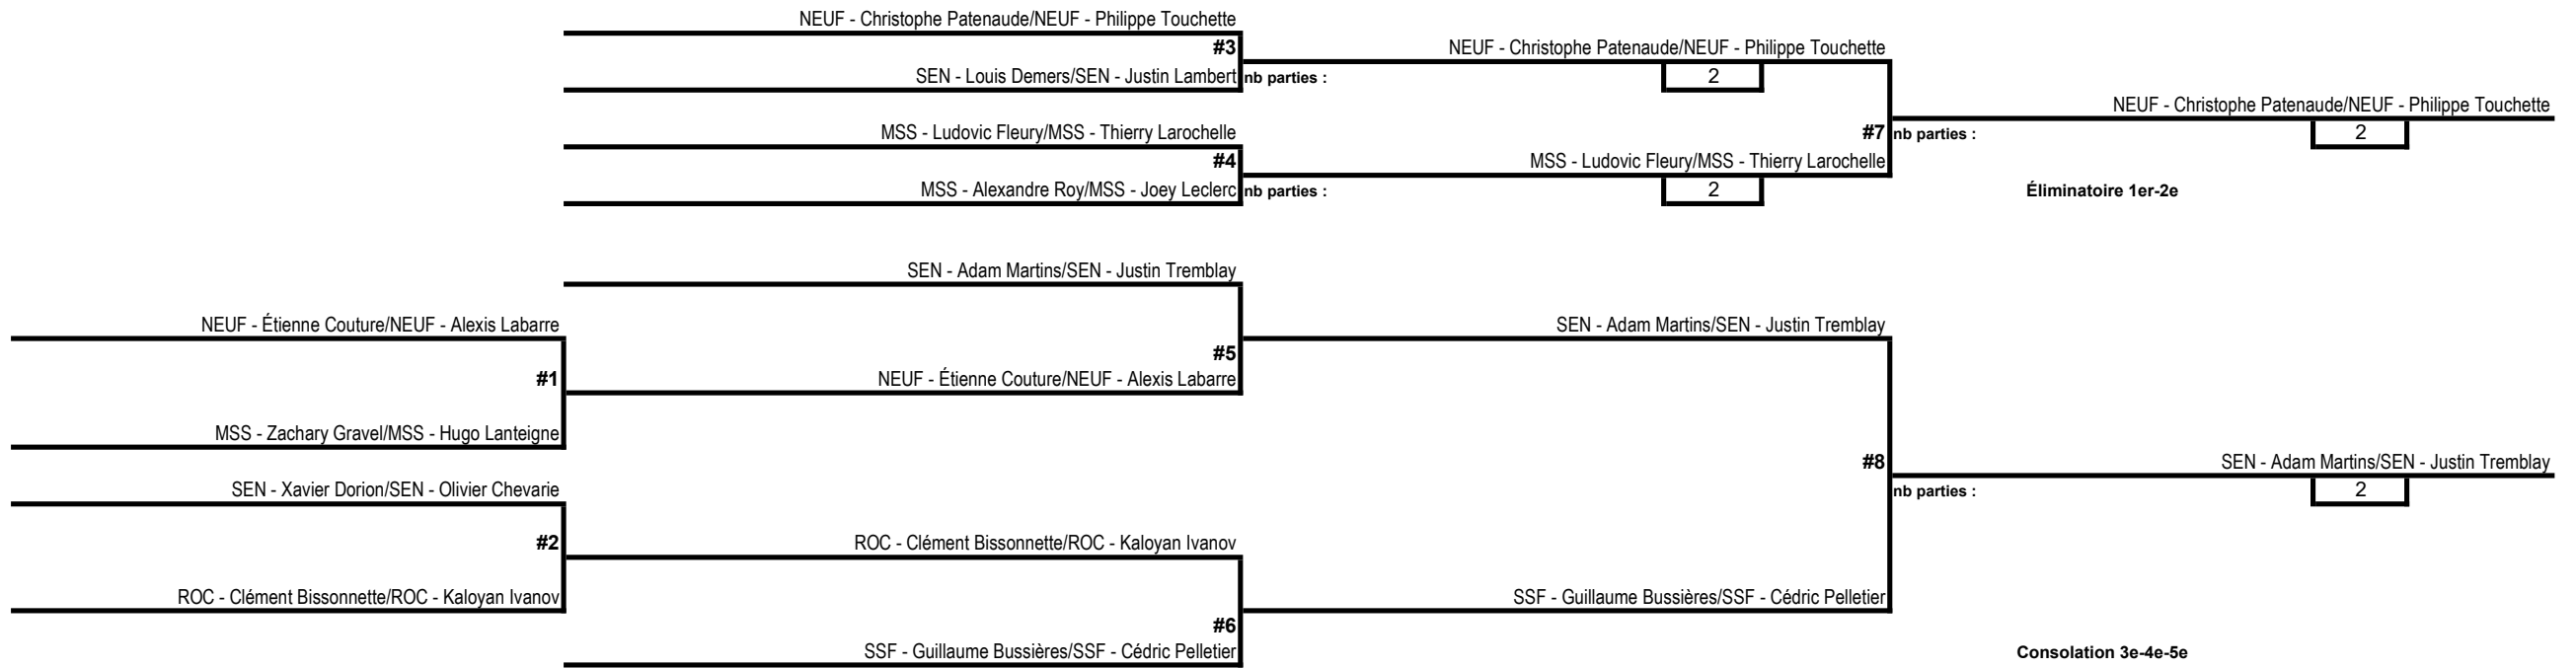 NEUF - Christophe Patenaude/NEUF - Philippe Touchette
#3
NEUF - Christophe Patenaude/NEUF - Philippe Touchette
SEN - Louis Demers/SEN - Justin Lambert
nb parties :
2
NEUF - Christophe Patenaude/NEUF - Philippe Touchette
MSS - Ludovic Fleury/MSS - Thierry Larochelle
#7
nb parties :
2
#4
MSS - Ludovic Fleury/MSS - Thierry Larochelle
MSS - Alexandre Roy/MSS - Joey Leclerc
nb parties :
2
Éliminatoire 1er-2e
SEN - Adam Martins/SEN - Justin Tremblay
NEUF - Étienne Couture/NEUF - Alexis Labarre
SEN - Adam Martins/SEN - Justin Tremblay
#5
#1
NEUF - Étienne Couture/NEUF - Alexis Labarre
MSS - Zachary Gravel/MSS - Hugo Lanteigne
#8
SEN - Adam Martins/SEN - Justin Tremblay
SEN - Xavier Dorion/SEN - Olivier Chevarie
nb parties :
2
#2
ROC - Clément Bissonnette/ROC - Kaloyan Ivanov
ROC - Clément Bissonnette/ROC - Kaloyan Ivanov
SSF - Guillaume Bussières/SSF - Cédric Pelletier
#6
SSF - Guillaume Bussières/SSF - Cédric Pelletier
Consolation 3e-4e-5e